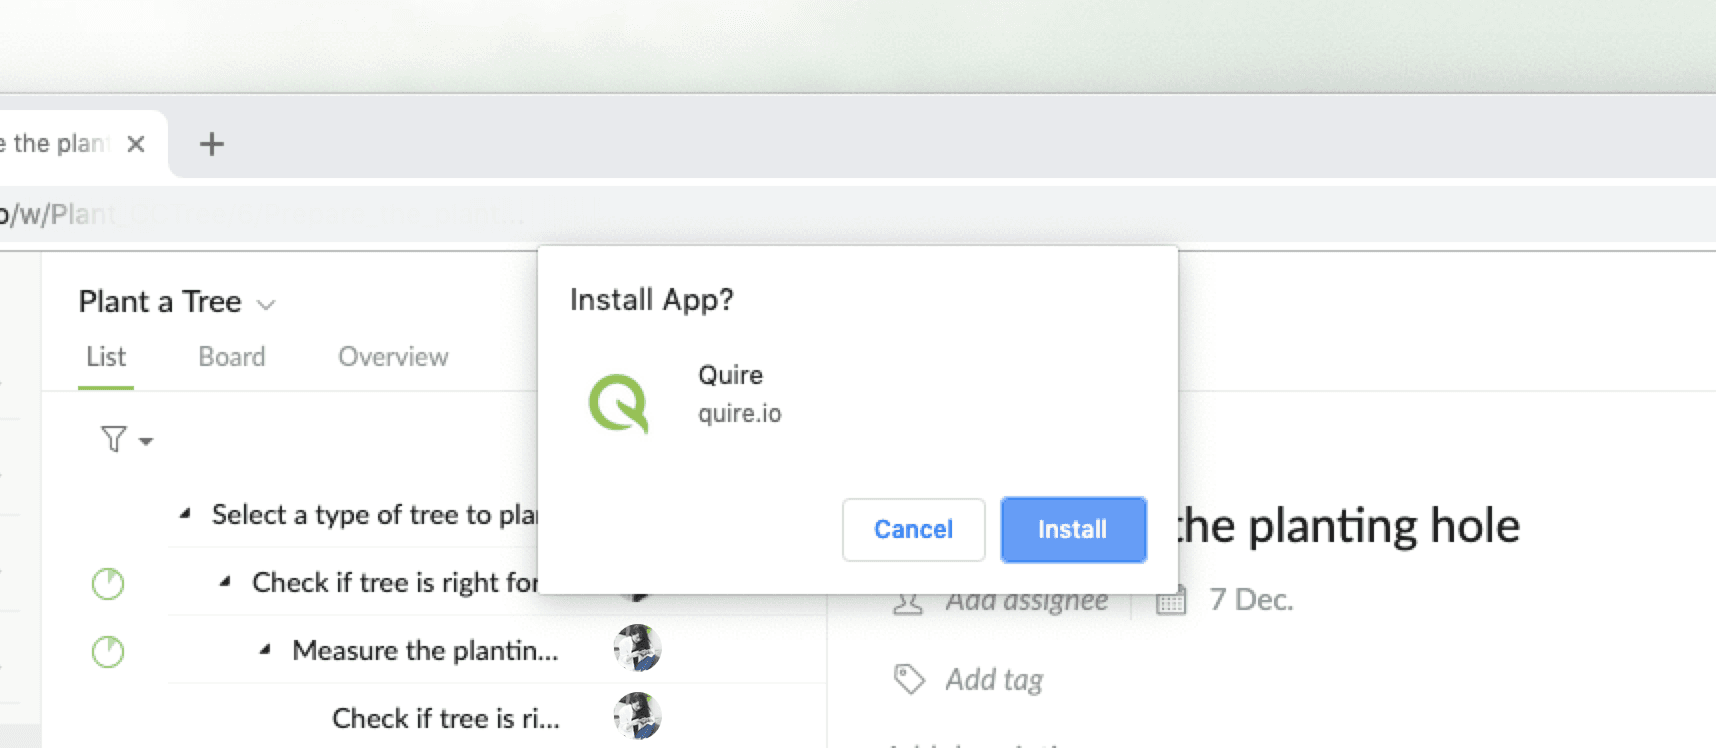 e the plant
o/w/Plant_
Plant a Tree
List Board Overview
Install App?
Quire
quire.io
Cancel Install
Select a type of tree to plan
Check if tree is right for
Measure the plantin...
Check if tree is ri...
the planting hole
Add assignee 7 Dec.
Add tag